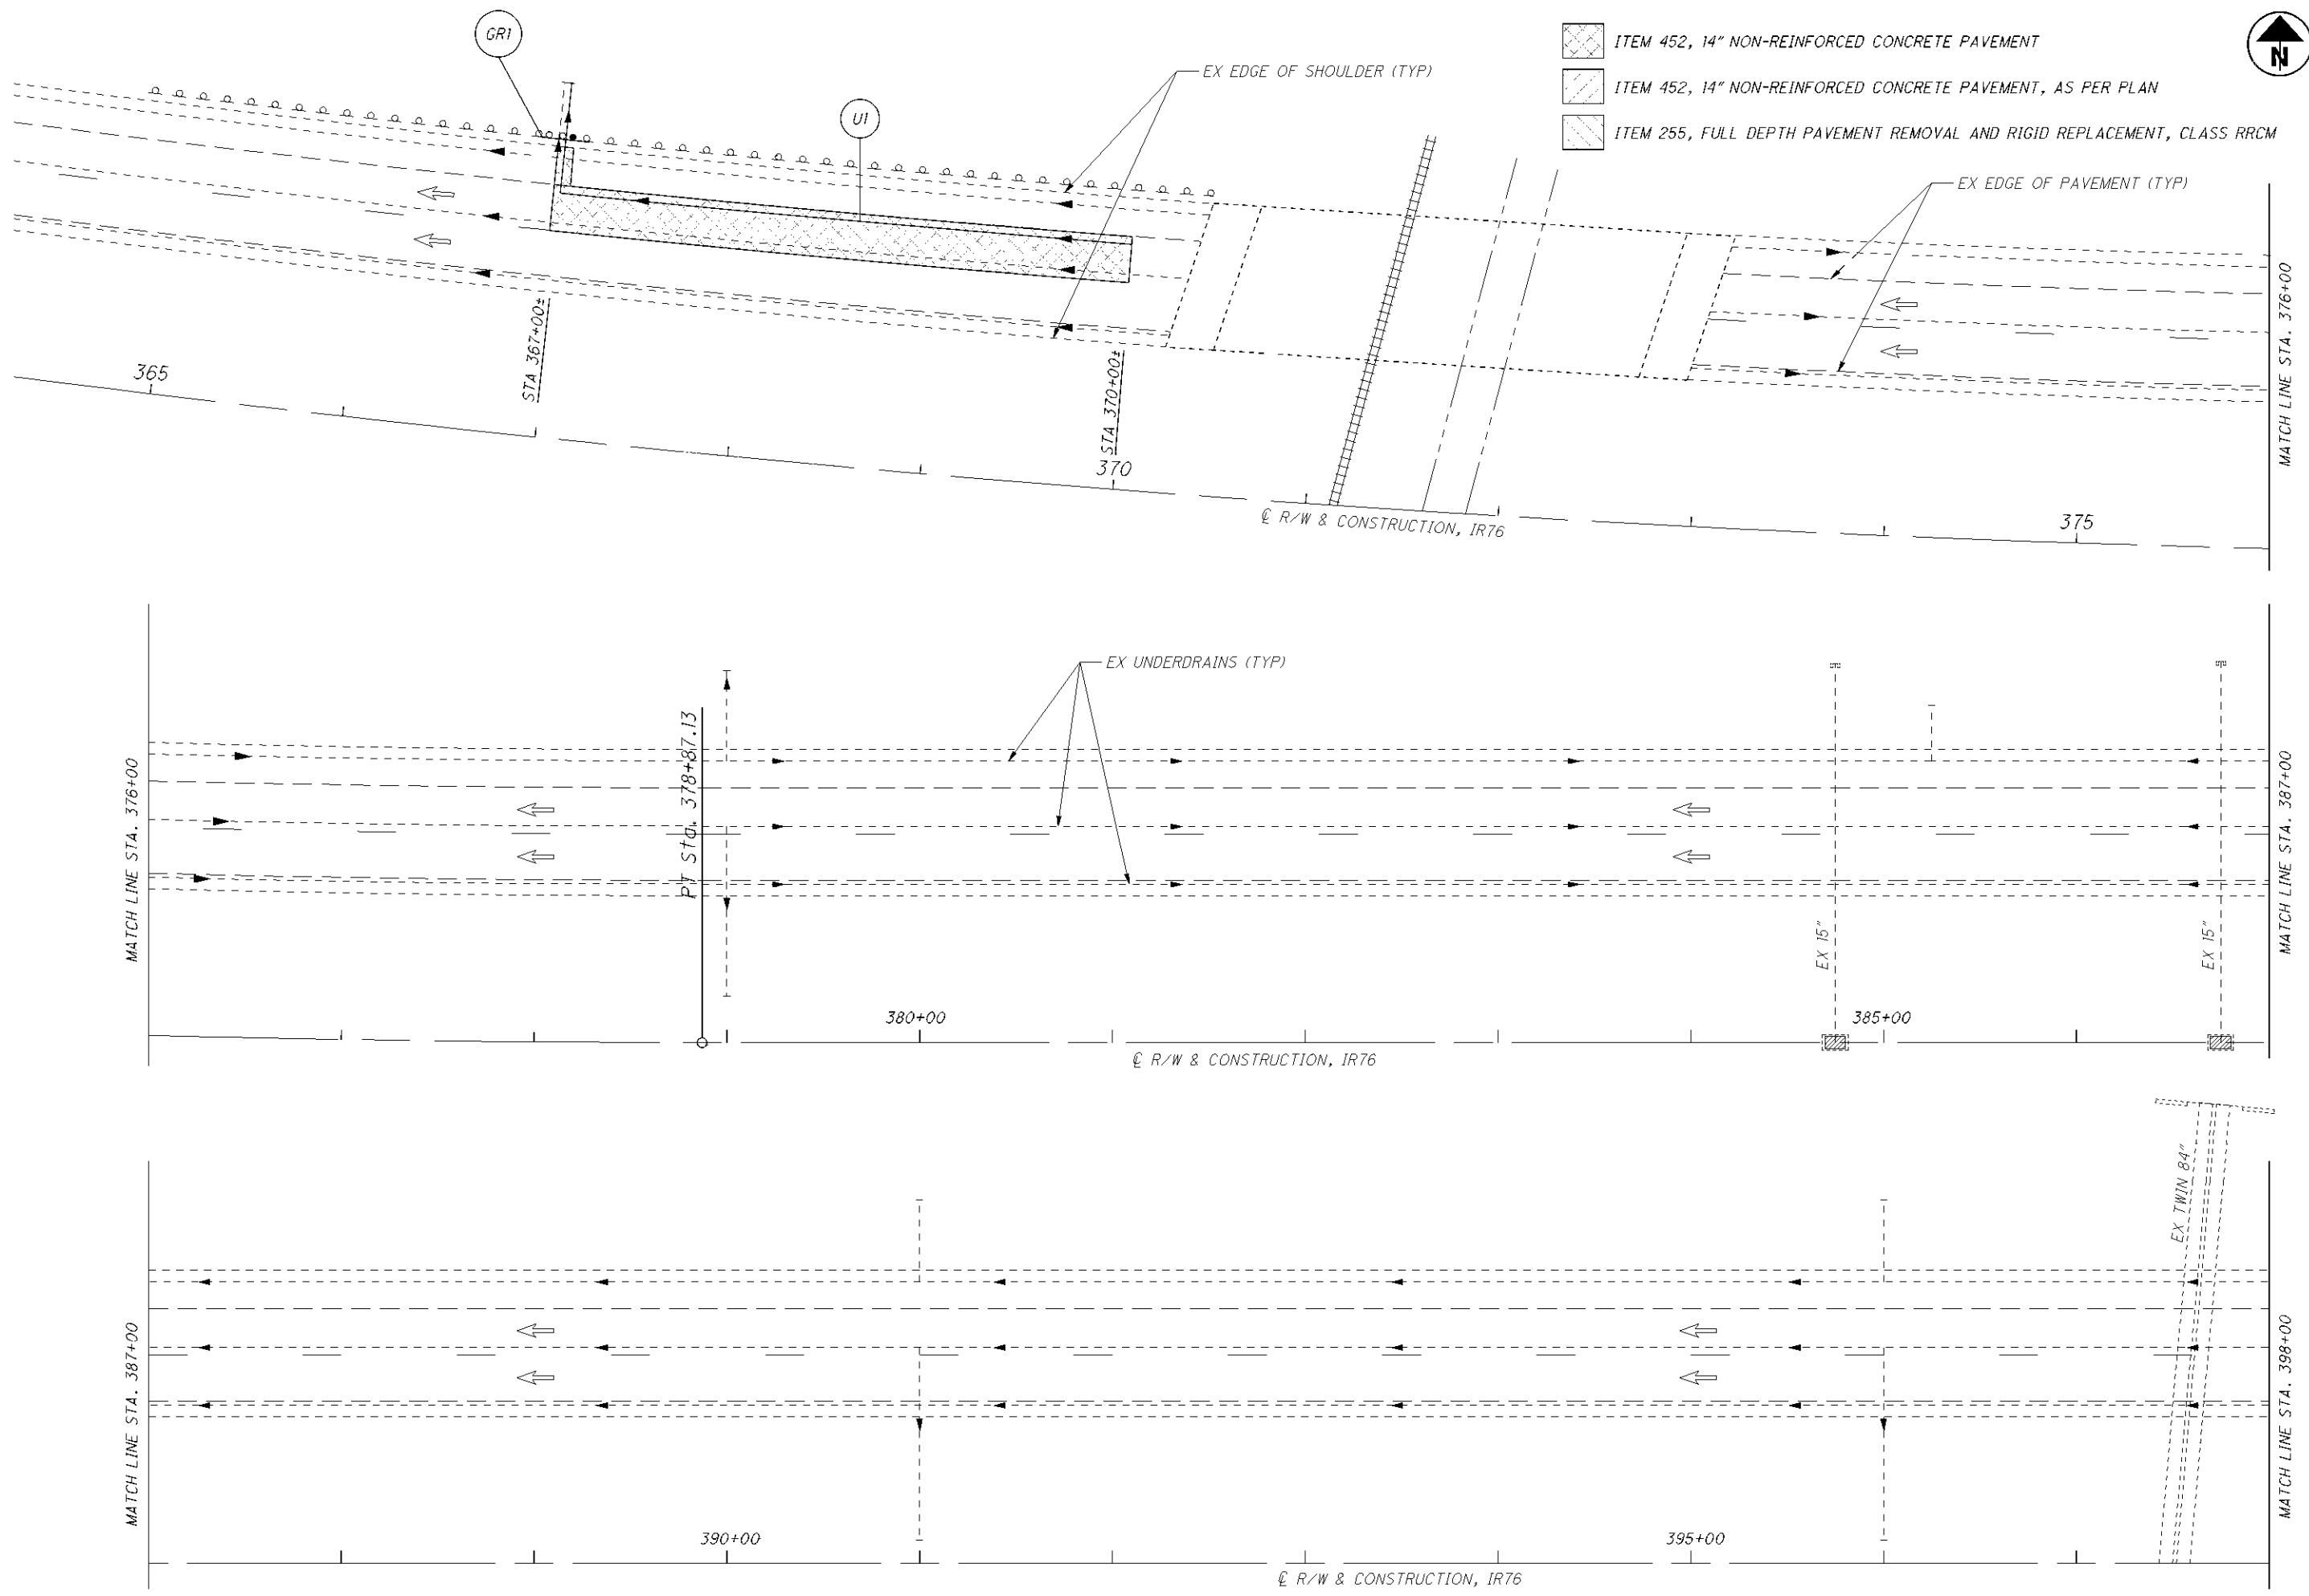 GR1
U1
ITEM 452, 14" NON-REINFORCED CONCRETE PAVEMENT
ITEM 452, 14" NON-REINFORCED CONCRETE PAVEMENT, AS PER PLAN
ITEM 255, FULL DEPTH PAVEMENT REMOVAL AND RIGID REPLACEMENT, CLASS RRCM
N
EX EDGE OF SHOULDER (TYP)
EX EDGE OF PAVEMENT (TYP)
STA 367+00±
STA 370+00±
MATCH LINE STA. 376+00
365
370
375
℄ R/W & CONSTRUCTION, IR76
EX UNDERDRAINS (TYP)
MATCH LINE STA. 376+00
PT Sta. 378+87.13
EX 15"
EX 15"
MATCH LINE STA. 387+00
380+00
385+00
℄ R/W & CONSTRUCTION, IR76
EX TWIN 84"
MATCH LINE STA. 387+00
MATCH LINE STA. 398+00
390+00
395+00
℄ R/W & CONSTRUCTION, IR76